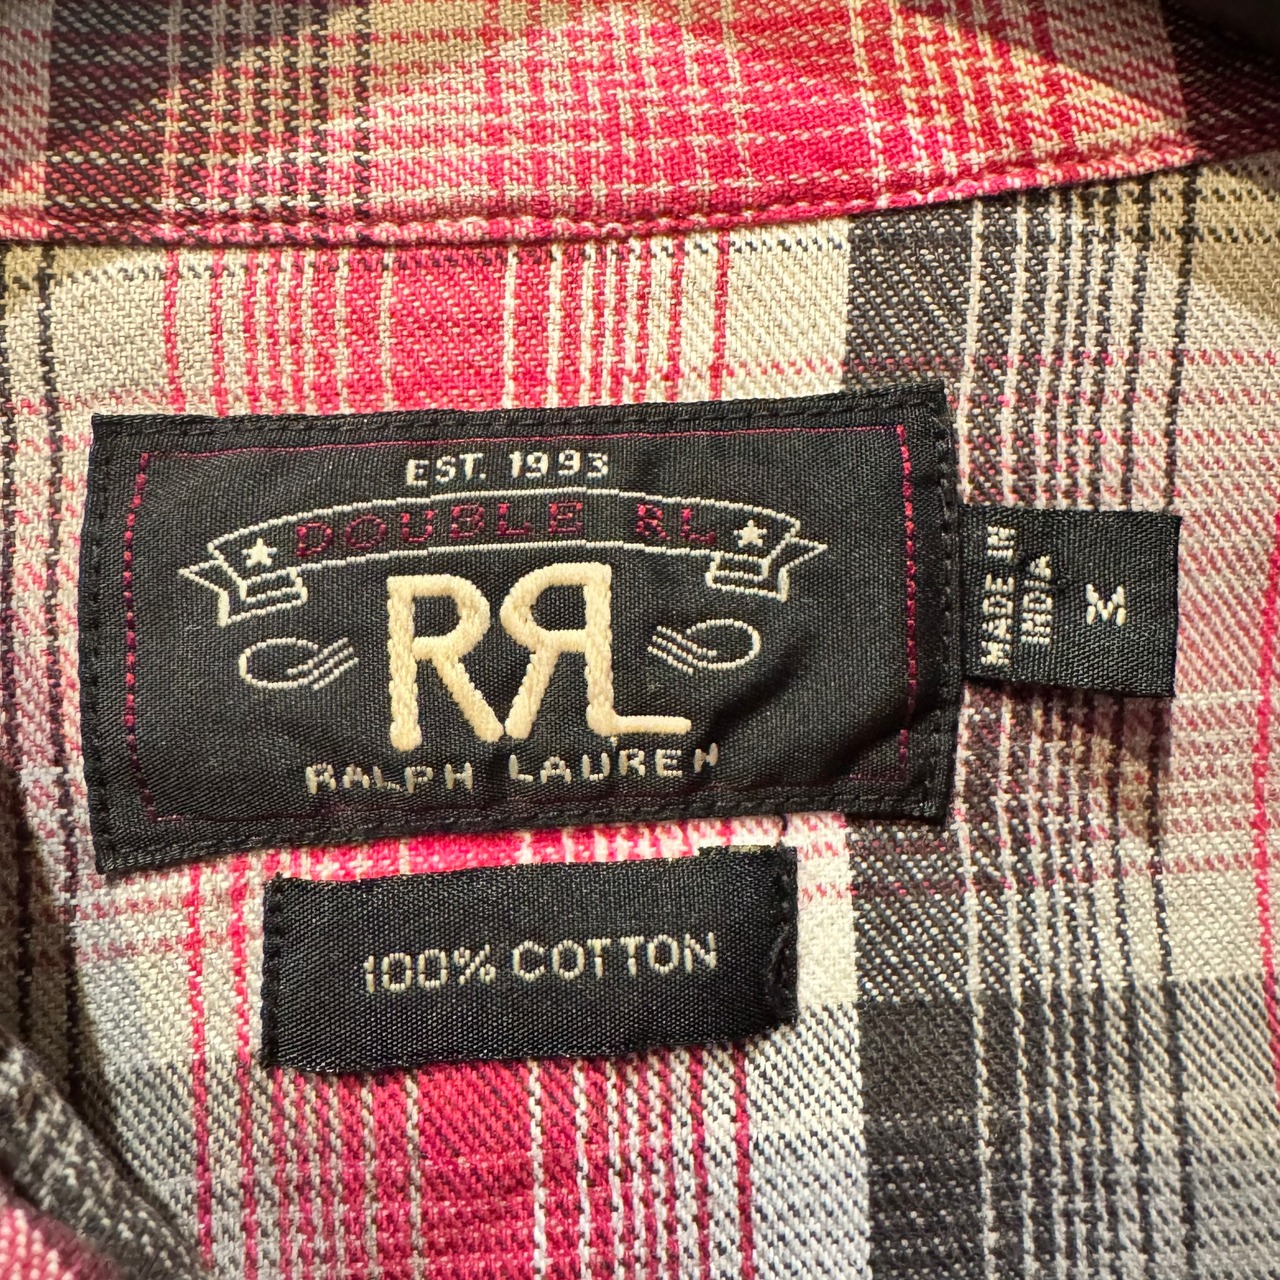 EST. 1993
DOUBLE RL
RRL
RALPH LAUREN
MADE IN
INDIA
M
100% COTTON